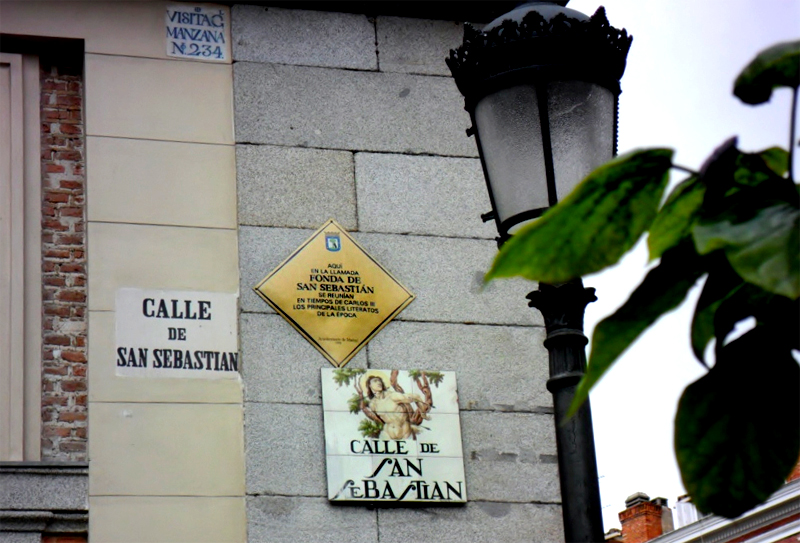 VISITA G
MANZANA
Nº 234
AQUÍ
EN LA LLAMADA
FONDA DE
SAN SEBASTIÁN
SE REUNÍAN
EN TIEMPOS DE CARLOS III
LOS PRINCIPALES LITERATOS
DE LA ÉPOCA
CALLE
DE
SAN SEBASTIAN
CALLE DE
SAN
SEBASTIAN